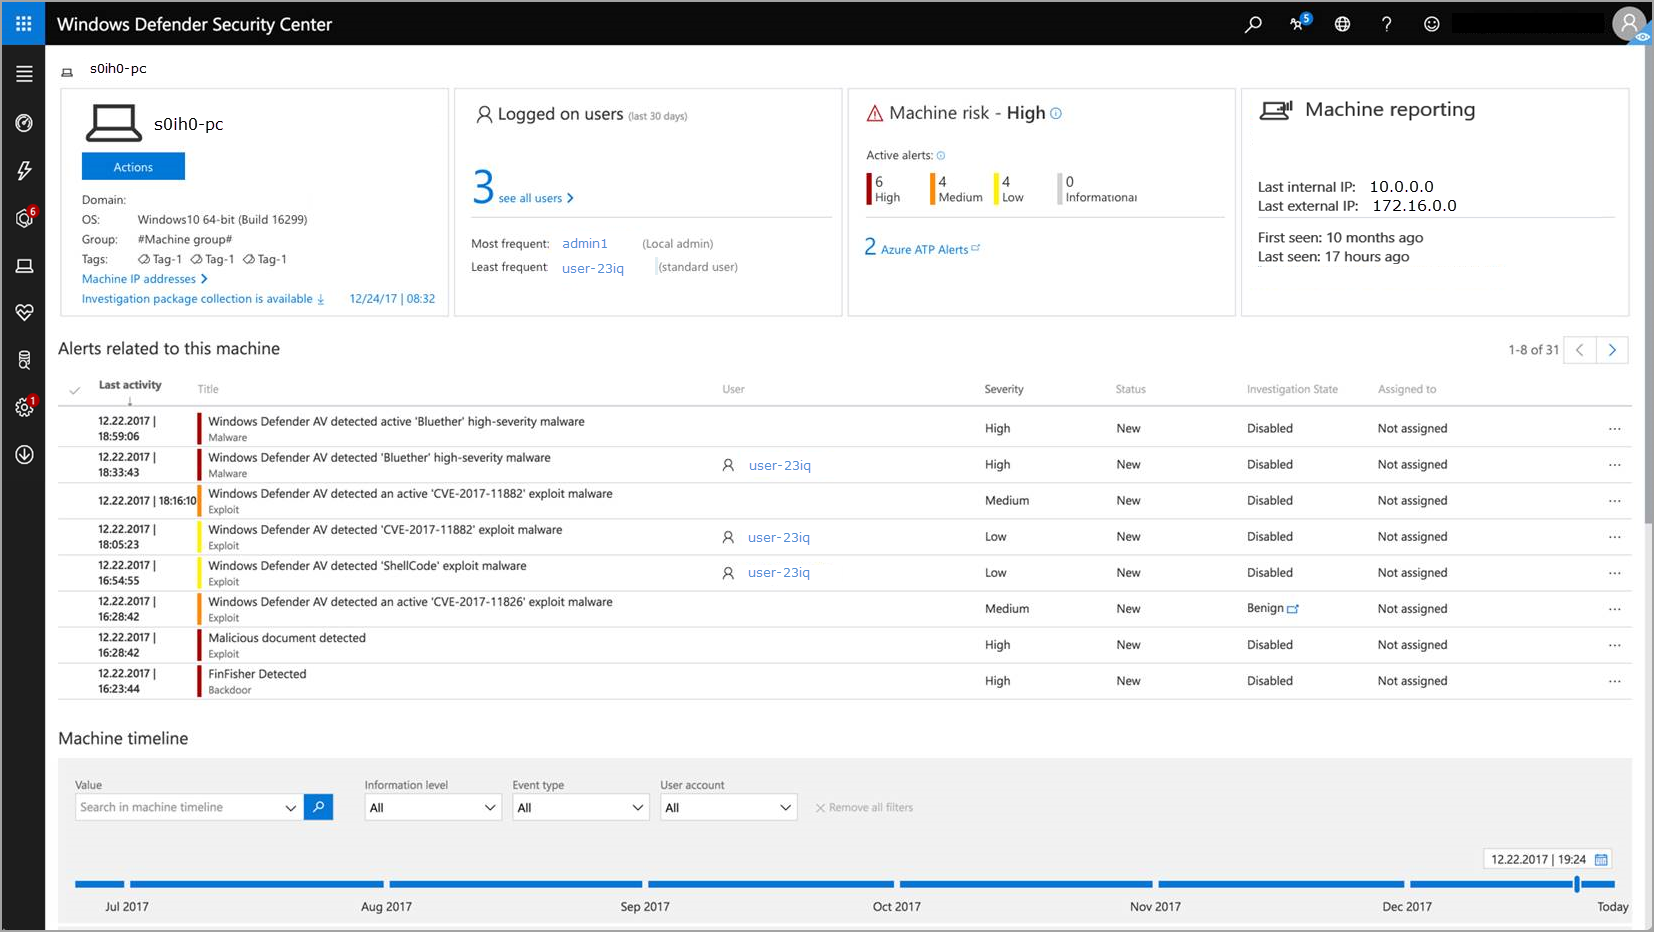 Windows Defender Security Center
5
?
s0ih0-pc
s0ih0-pc
Actions
Domain:
OS: Windows10 64-bit (Build 16299)
Group: #Machine group#
Tags: Tag-1 Tag-1 Tag-1
Machine IP addresses
Investigation package collection is available 12/24/17 | 08:32
Logged on users (last 30 days)
3 see all users
Most frequent: admin1 (Local admin)
Least frequent user-23iq (standard user)
Machine risk - High
Active alerts:
6 High
4 Medium
4 Low
0 Informational
2 Azure ATP Alerts
Machine reporting
Last internal IP: 10.0.0.0
Last external IP: 172.16.0.0
First seen: 10 months ago
Last seen: 17 hours ago
6
1
Alerts related to this machine
1-8 of 31
Last activity Title User Severity Status Investigation State Assigned to
12.22.2017 | 18:59:06 Windows Defender AV detected active 'Bluether' high-severity malware High New Disabled Not assigned ...
Malware
12.22.2017 | 18:33:43 Windows Defender AV detected 'Bluether' high-severity malware user-23iq High New Disabled Not assigned ...
Malware
12.22.2017 | 18:16:10 Windows Defender AV detected an active 'CVE-2017-11882' exploit malware Medium New Disabled Not assigned ...
Exploit
12.22.2017 | 18:05:23 Windows Defender AV detected 'CVE-2017-11882' exploit malware user-23iq Low New Disabled Not assigned ...
Exploit
12.22.2017 | 16:54:55 Windows Defender AV detected 'ShellCode' exploit malware user-23iq Low New Disabled Not assigned ...
Exploit
12.22.2017 | 16:28:42 Windows Defender AV detected an active 'CVE-2017-11826' exploit malware Medium New Benign Not assigned ...
Exploit
12.22.2017 | 16:28:42 Malicious document detected High New Disabled Not assigned ...
Exploit
12.22.2017 | 16:23:44 FinFisher Detected High New Disabled Not assigned ...
Backdoor
Machine timeline
Value Information level Event type User account
Search in machine timeline All All All Remove all filters
12.22.2017 | 19:24
Jul 2017 Aug 2017 Sep 2017 Oct 2017 Nov 2017 Dec 2017 Today